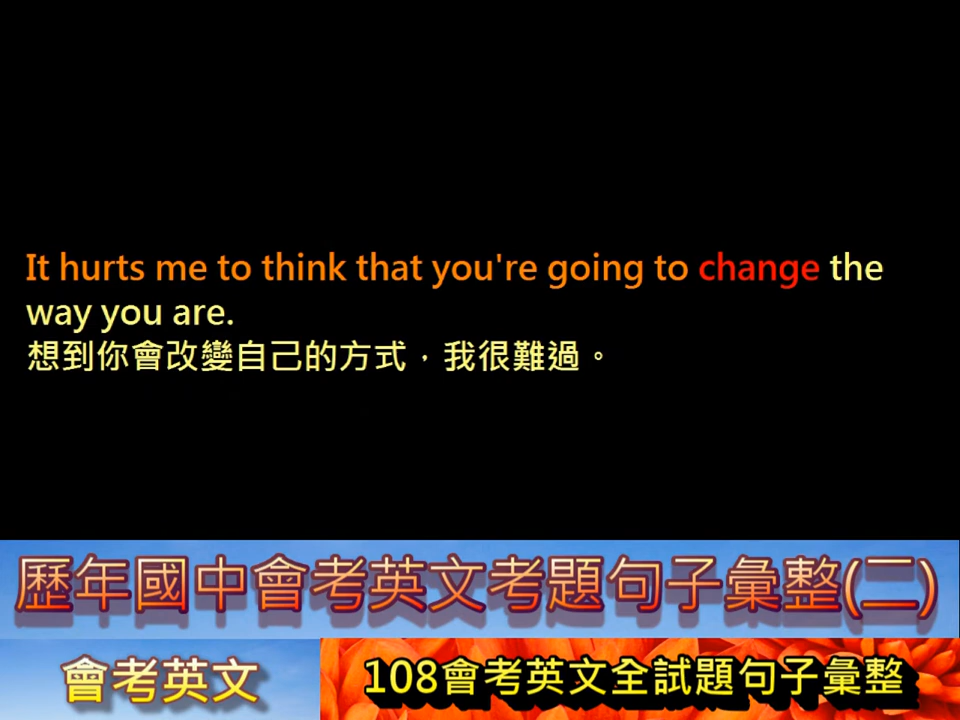 It hurts me to think that you're going to change the
way you are.
想到你會改變自己的方式，我很難過。
歷年國中會考英文考題句子彙整(二)
會考英文
108會考英文全試題句子彙整